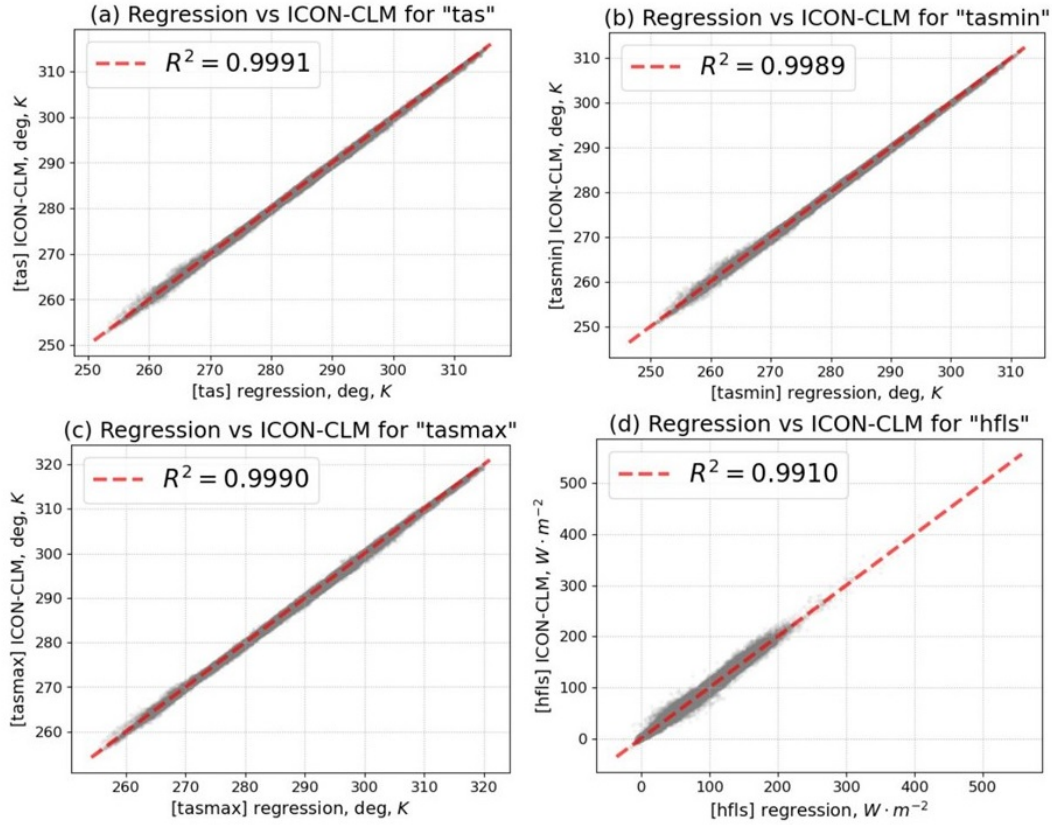 (a) Regression vs ICON-CLM for "tas"
R² = 0.9991
[tas] ICON-CLM, deg, K
310
300
290
280
270
260
250
250 260 270 280 290 300 310
[tas] regression, deg, K
(b) Regression vs ICON-CLM for "tasmin"
R² = 0.9989
[tasmin] ICON-CLM, deg, K
310
300
290
280
270
260
250
250 260 270 280 290 300 310
[tasmin] regression, deg, K
(c) Regression vs ICON-CLM for "tasmax"
R² = 0.9990
[tasmax] ICON-CLM, deg, K
320
310
300
290
280
270
260
260 270 280 290 300 310 320
[tasmax] regression, deg, K
(d) Regression vs ICON-CLM for "hfls"
R² = 0.9910
[hfls] ICON-CLM, W · m⁻²
500
400
300
200
100
0
0 100 200 300 400 500
[hfls] regression, W · m⁻²